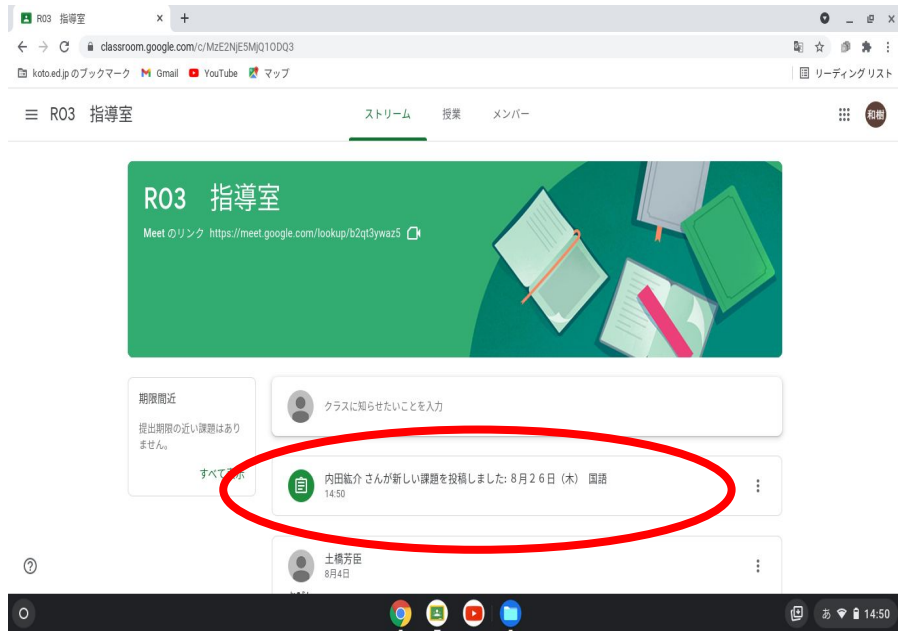 R03 指導室
classroom.google.com/c/MzE2NjE5MjQ1ODQ3
koto.ed.jp のブックマーク Gmail YouTube マップ リーディング リスト
R03 指導室 ストリーム 授業 メンバー 和樹
R03 指導室
Meet のリンク https://meet.google.com/lookup/b2qt3ywaz5
期限間近
提出期限の近い課題はあり
ません。
すべて表示
クラスに知らせたいことを入力
内田紘介 さんが新しい課題を投稿しました: 8月26日（木） 国語
14:50
土橋芳臣
8月4日
あ 14:50